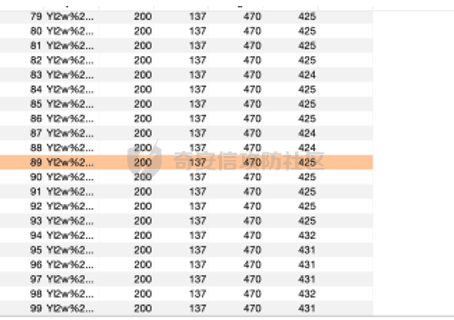 79 Yl2w%2... 200 137 470 425
80 Yl2w%2... 200 137 470 425
81 Yl2w%2... 200 137 470 425
82 Yl2w%2... 200 137 470 425
83 Yl2w%2... 200 137 470 424
84 Yl2w%2... 200 137 470 425
85 Yl2w%2... 200 137 470 425
86 Yl2w%2... 200 137 470 425
87 Yl2w%2... 200 137 470 424
88 Yl2w%2... 200 137 470 424
89 Yl2w%2... 200 137 470 425
奇安信攻防社区
90 Yl2w%2... 200 137 470 425
91 Yl2w%2... 200 137 470 425
92 Yl2w%2... 200 137 470 425
93 Yl2w%2... 200 137 470 425
94 Yl2w%2... 200 137 470 432
95 Yl2w%2... 200 137 470 431
96 Yl2w%2... 200 137 470 431
97 Yl2w%2... 200 137 470 431
98 Yl2w%2... 200 137 470 432
99 Yl2w%2... 200 137 470 431